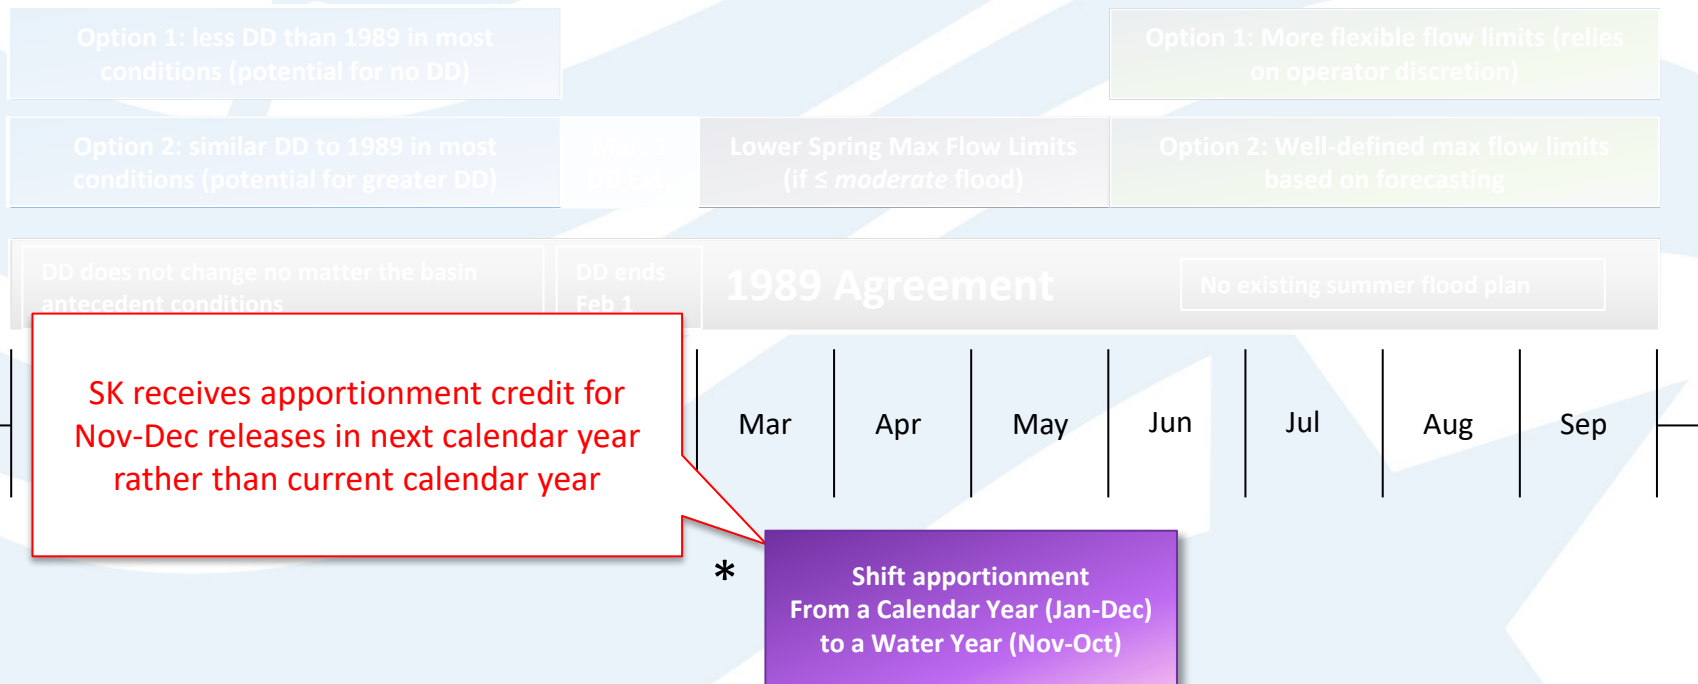 Option 1: less DD than 1989 in most
conditions (potential for no DD)
Option 1: More flexible flow limits (relies
on operator discretion)
Option 2: similar DD to 1989 in most
conditions (potential for greater DD)
Lower Spring Max Flow Limits
(if ≤ moderate flood)
Option 2: Well-defined max flow limits
based on forecasting
DD does not change no matter the basin
antecedent conditions
DD ends
Feb 1
1989 Agreement
No existing summer flood plan
SK receives apportionment credit for
Nov-Dec releases in next calendar year
rather than current calendar year
Mar
Apr
May
Jun
Jul
Aug
Sep
*
Shift apportionment
From a Calendar Year (Jan-Dec)
to a Water Year (Nov-Oct)